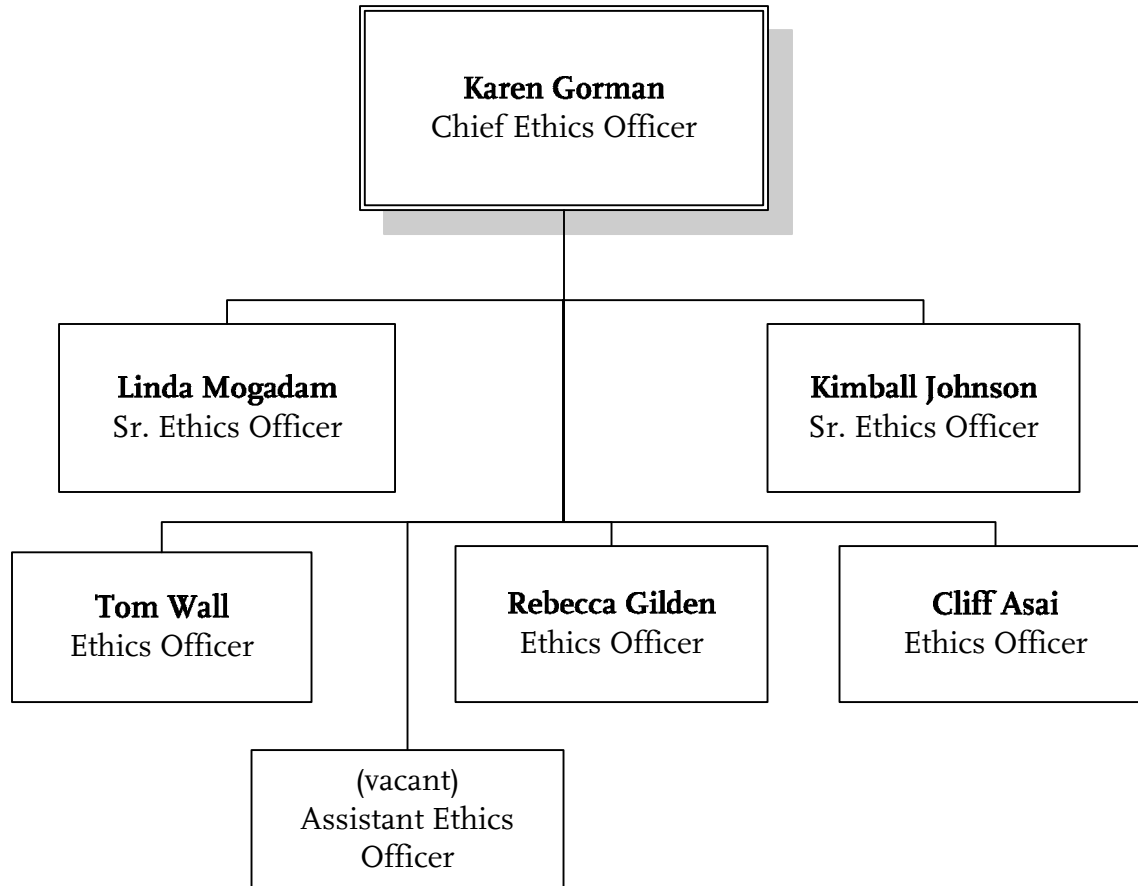 Karen Gorman
Chief Ethics Officer
Linda Mogadam
Sr. Ethics Officer
Kimball Johnson
Sr. Ethics Officer
Tom Wall
Ethics Officer
Rebecca Gilden
Ethics Officer
Cliff Asai
Ethics Officer
(vacant)
Assistant Ethics
Officer